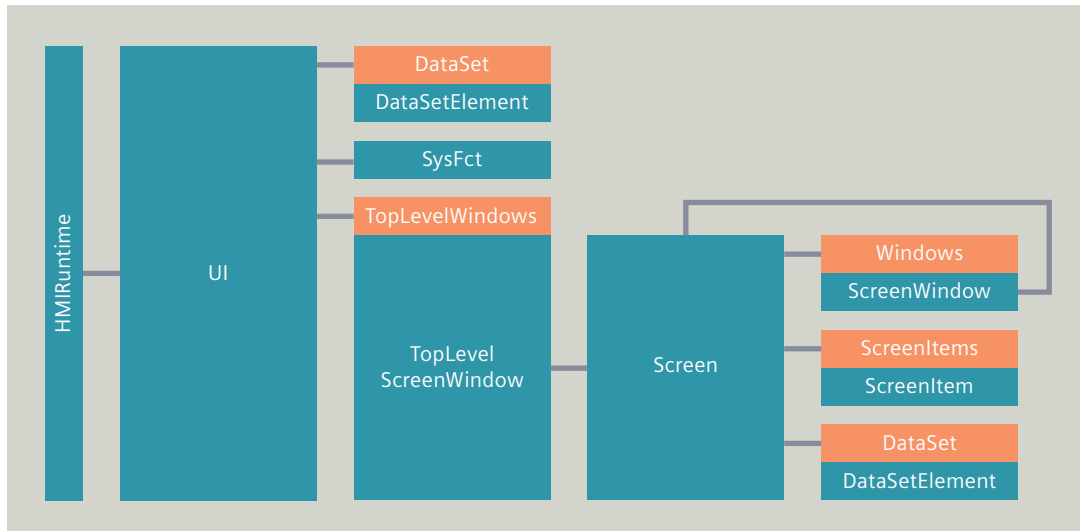 HMIRuntime
UI
DataSet
DataSetElement
SysFct
TopLevelWindows
TopLevel
ScreenWindow
Screen
Windows
ScreenWindow
ScreenItems
ScreenItem
DataSet
DataSetElement